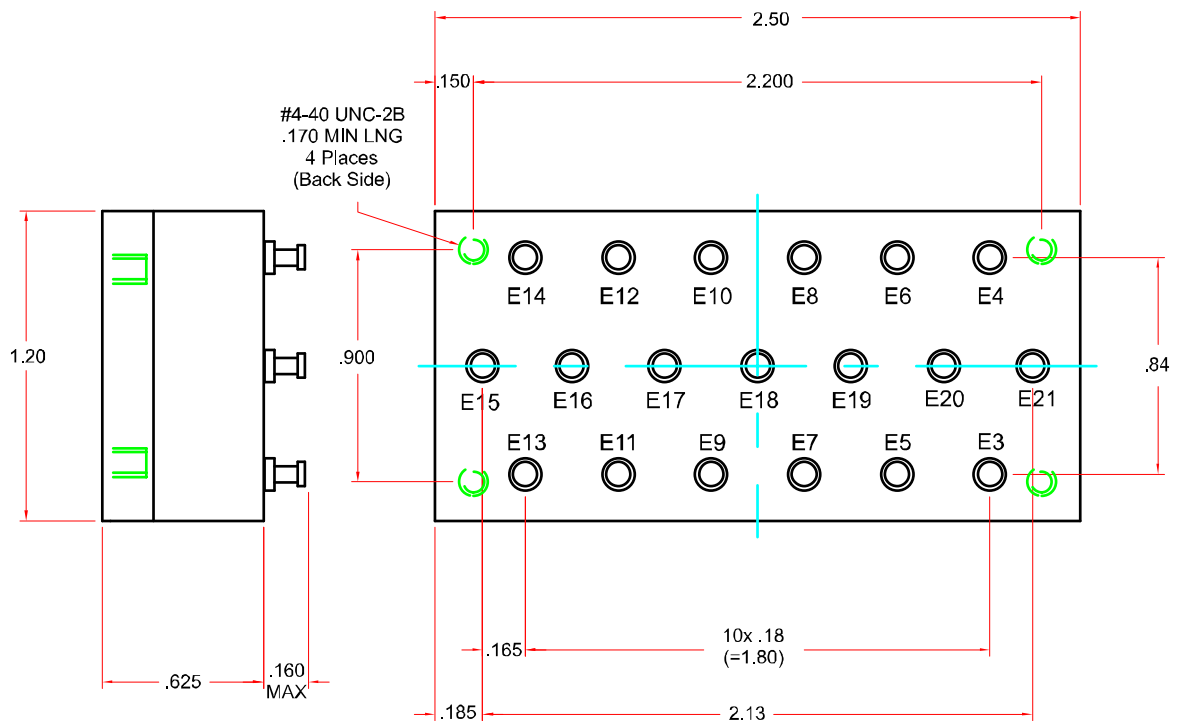 2.50
.150
2.200
#4-40 UNC-2B
.170 MIN LNG
4 Places
(Back Side)
E14 E12 E10 E8 E6 E4
1.20
.900
.84
E15 E16 E17 E18 E19 E20 E21
E13 E11 E9 E7 E5 E3
.165
10x .18
(=1.80)
.625
.160
MAX
.185
2.13